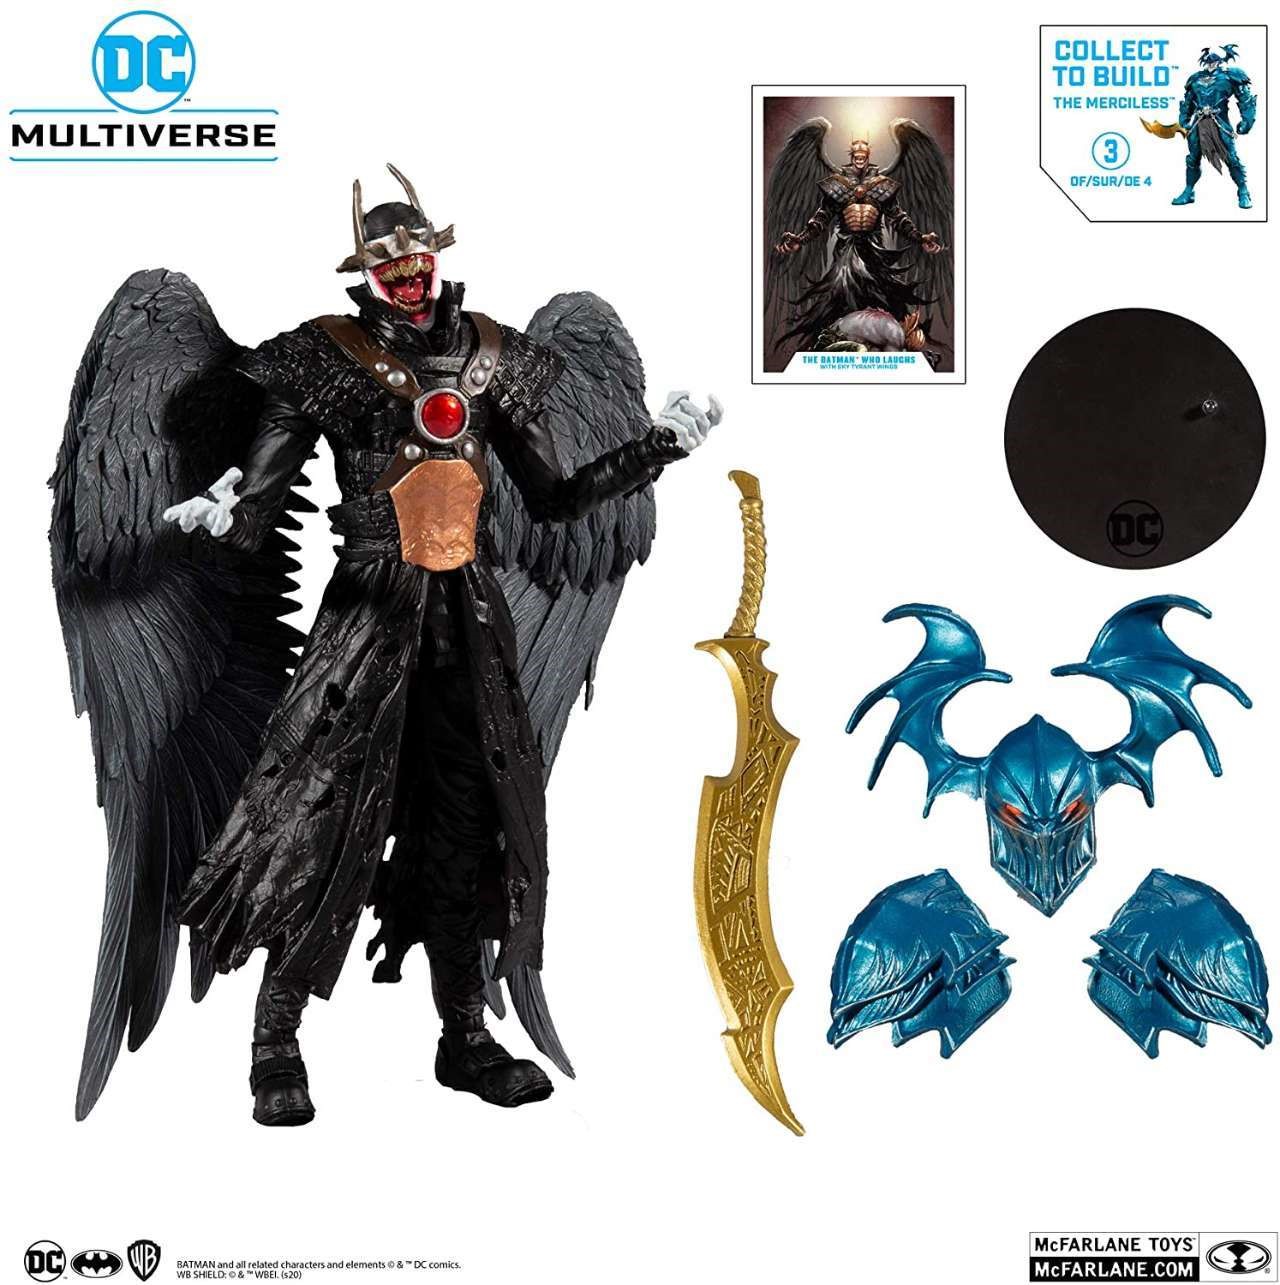 DC™
MULTIVERSE
COLLECT
TO BUILD™
THE MERCILESS™
3
OF/SUR/DE 4
THE BATMAN™ WHO LAUGHS
WITH SKY TYRANT WINGS
DC
DC
WB
BATMAN and all related characters and elements © & ™ DC comics.
WB SHIELD: © & ™ WBEI. (s20)
McFARLANE TOYS™
McFARLANE.COM